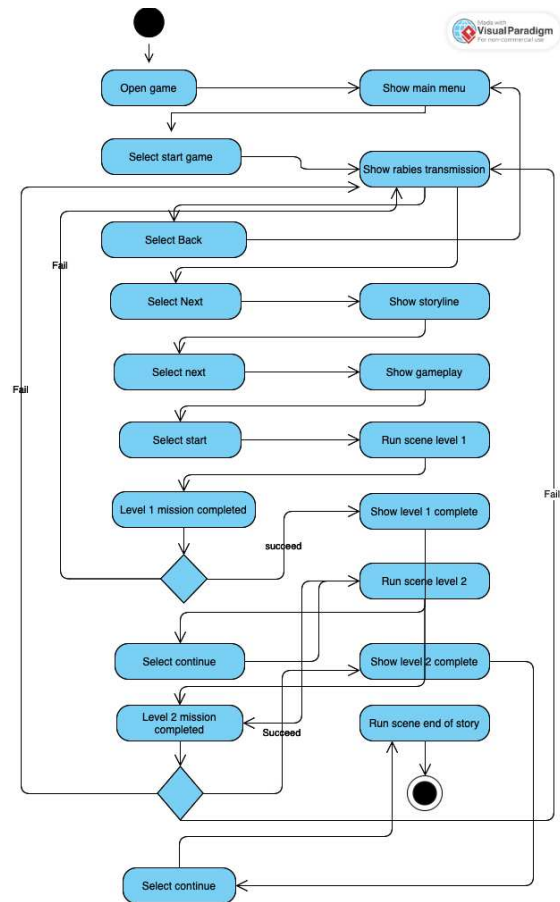 Made with
Visual Paradigm
For non-commercial use
Open game
Show main menu
Select start game
Show rabies transmission
Select Back
Fail
Select Next
Show storyline
Select next
Show gameplay
Fail
Select start
Run scene level 1
Level 1 mission completed
Show level 1 complete
Fail
succeed
Run scene level 2
Select continue
Show level 2 complete
Level 2 mission
completed
Succeed
Run scene end of story
Select continue